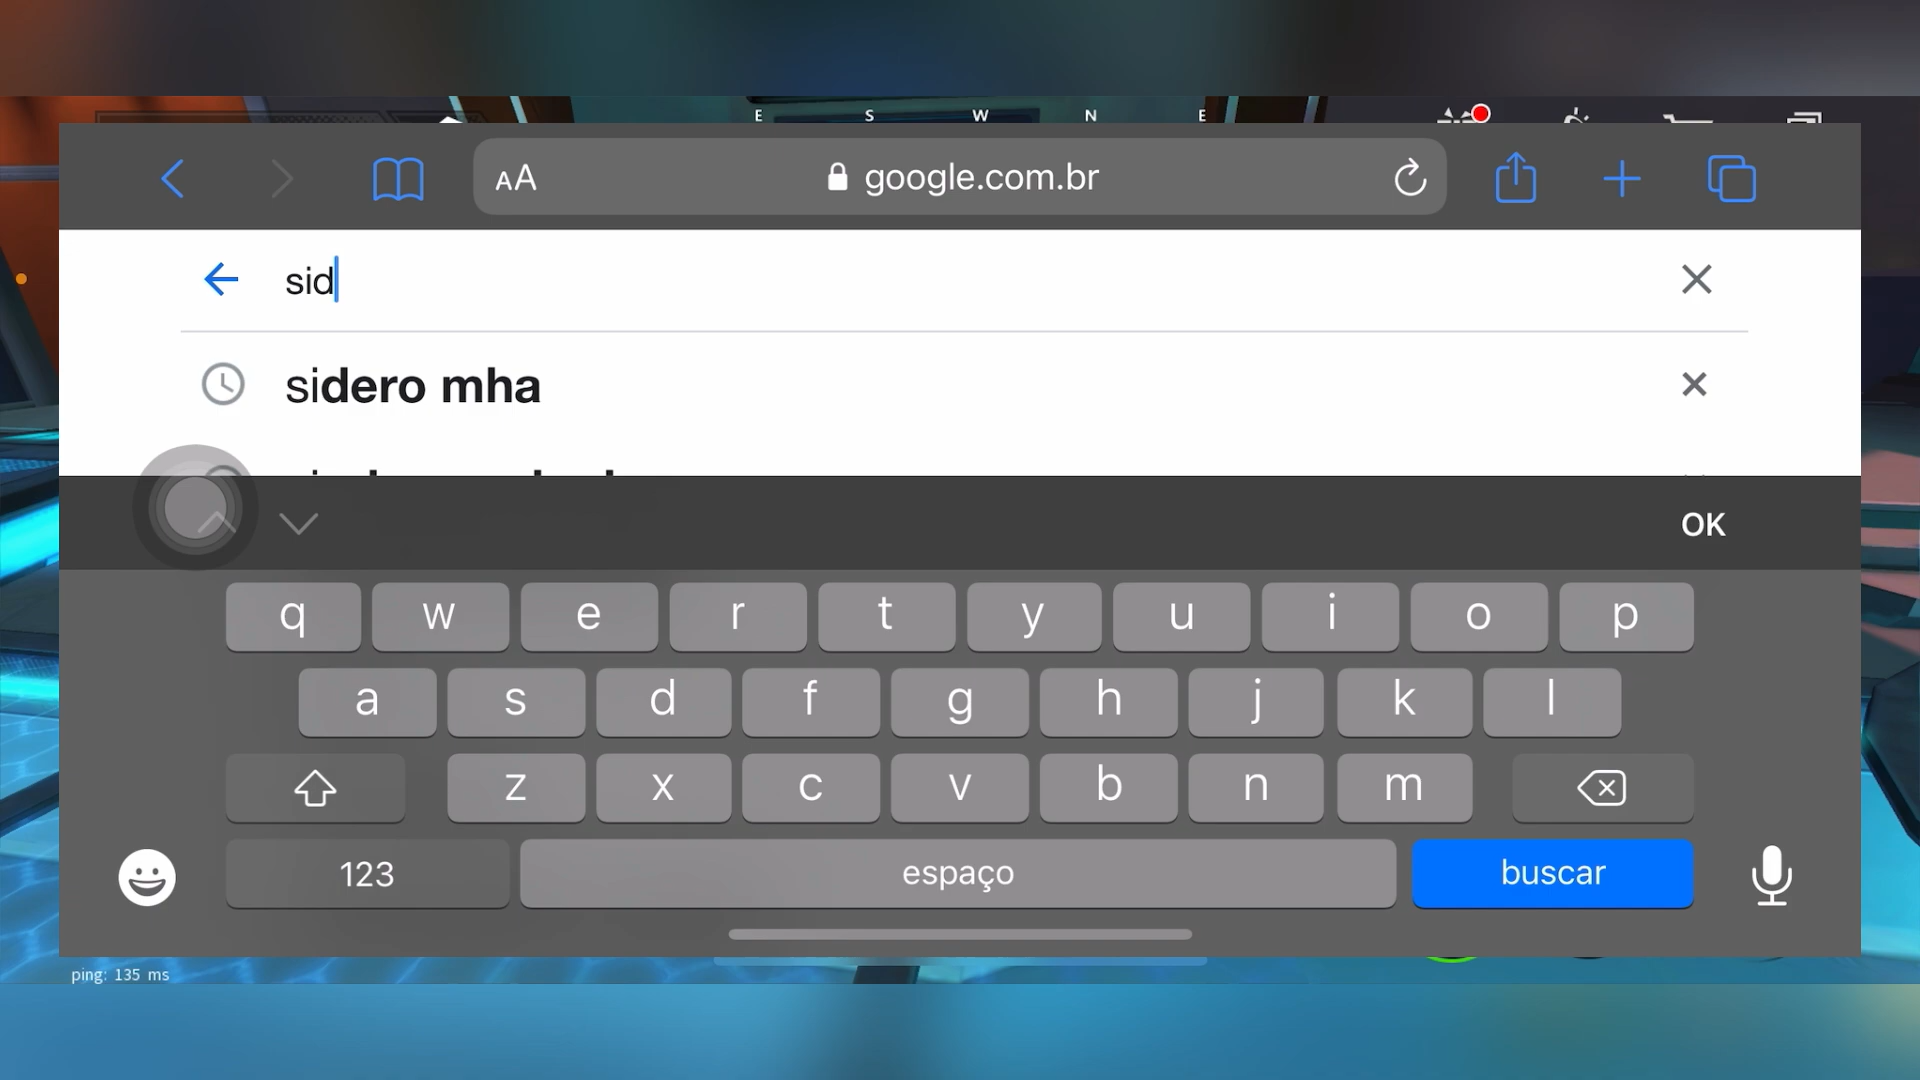 E S W N E
AA google.com.br
sid
sidero mha
OK
q w e r t y u i o p
a s d f g h j k l
z x c v b n m
123 espaço buscar
ping: 135 ms